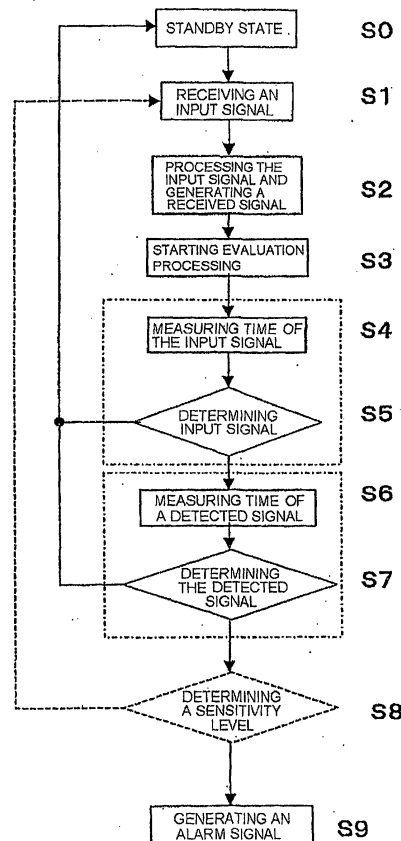 STANDBY STATE
S0
RECEIVING AN
INPUT SIGNAL
S1
PROCESSING THE
INPUT SIGNAL AND
GENERATING A
RECEIVED SIGNAL
S2
STARTING EVALUATION
PROCESSING
S3
MEASURING TIME OF
THE INPUT SIGNAL
S4
DETERMINING
INPUT SIGNAL
S5
MEASURING TIME OF
A DETECTED SIGNAL
S6
DETERMINING
THE DETECTED
SIGNAL
S7
DETERMINING
A SENSITIVITY
LEVEL
S8
GENERATING AN
ALARM SIGNAL
S9